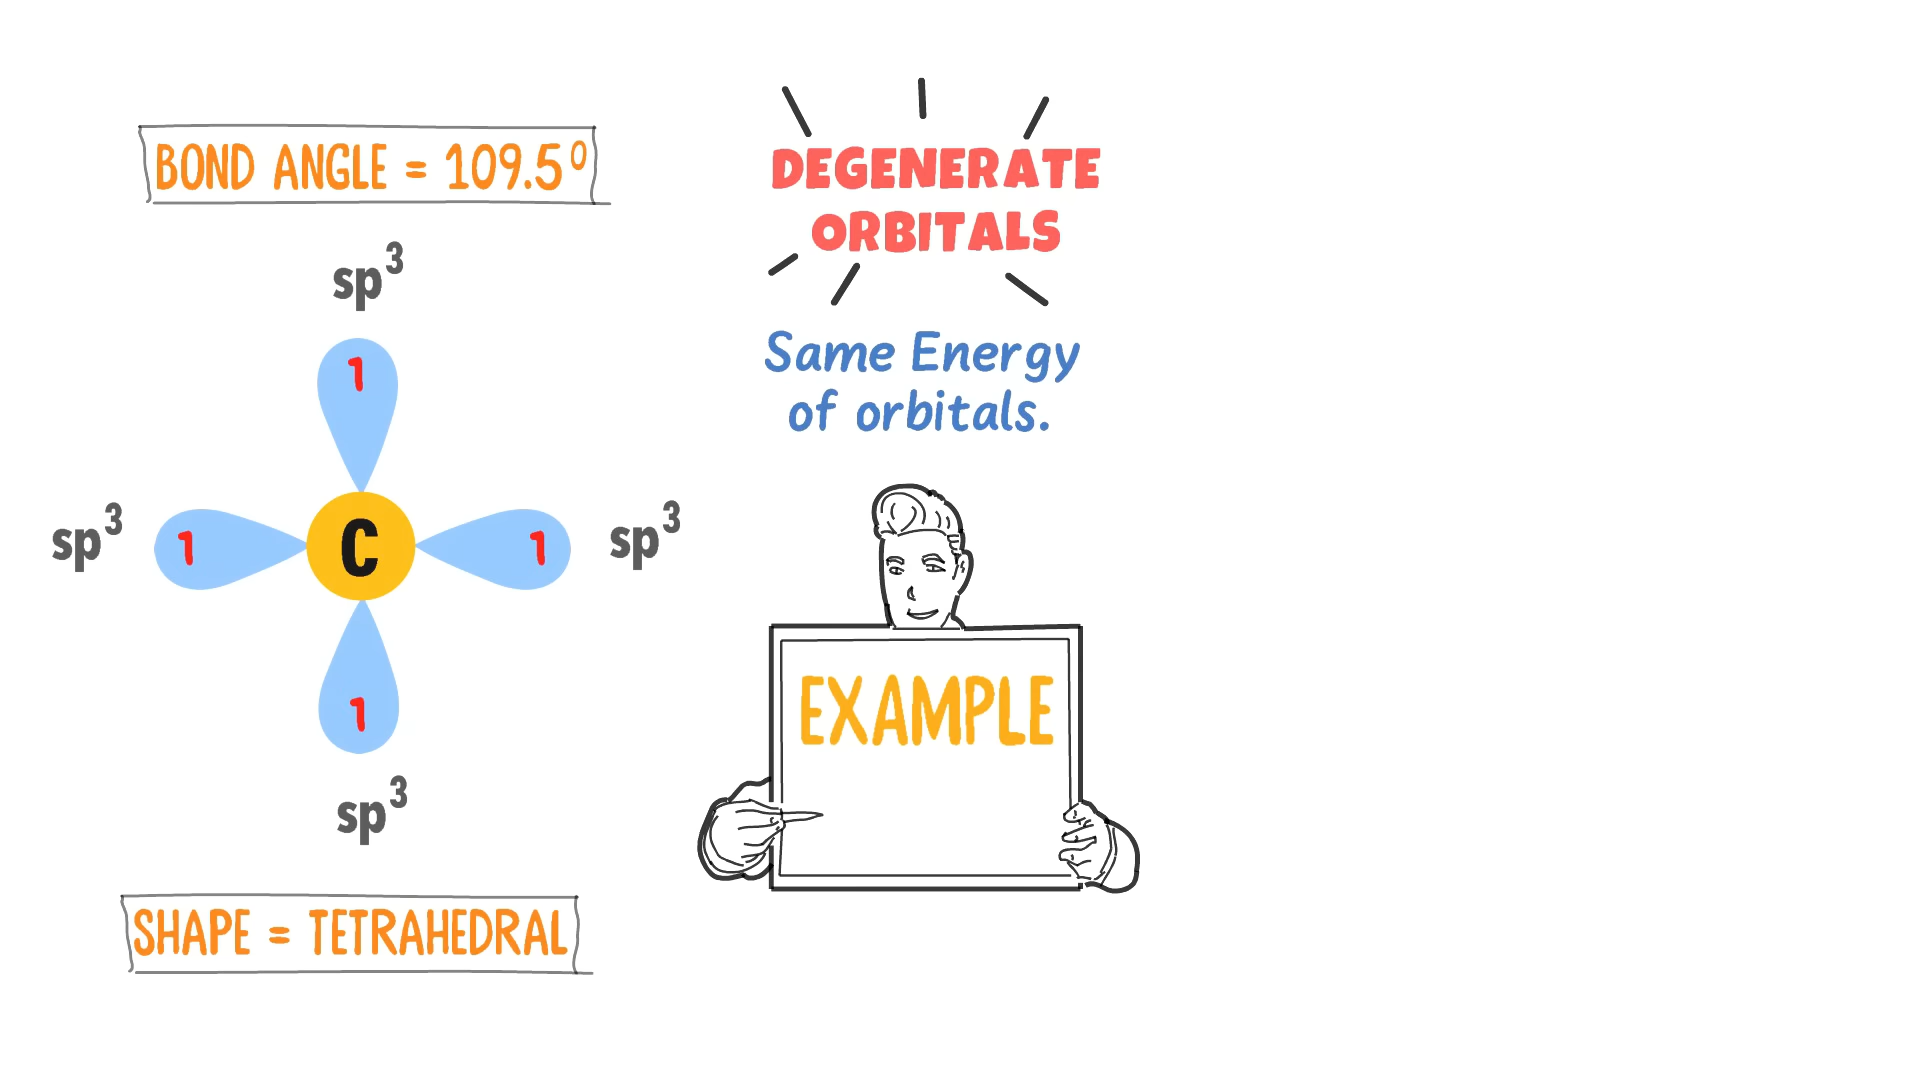 BOND ANGLE = 109.5⁰
sp³
1
sp³
1
C
1
sp³
1
sp³
SHAPE = TETRAHEDRAL
DEGENERATE
ORBITALS
Same Energy
of orbitals.
EXAMPLE